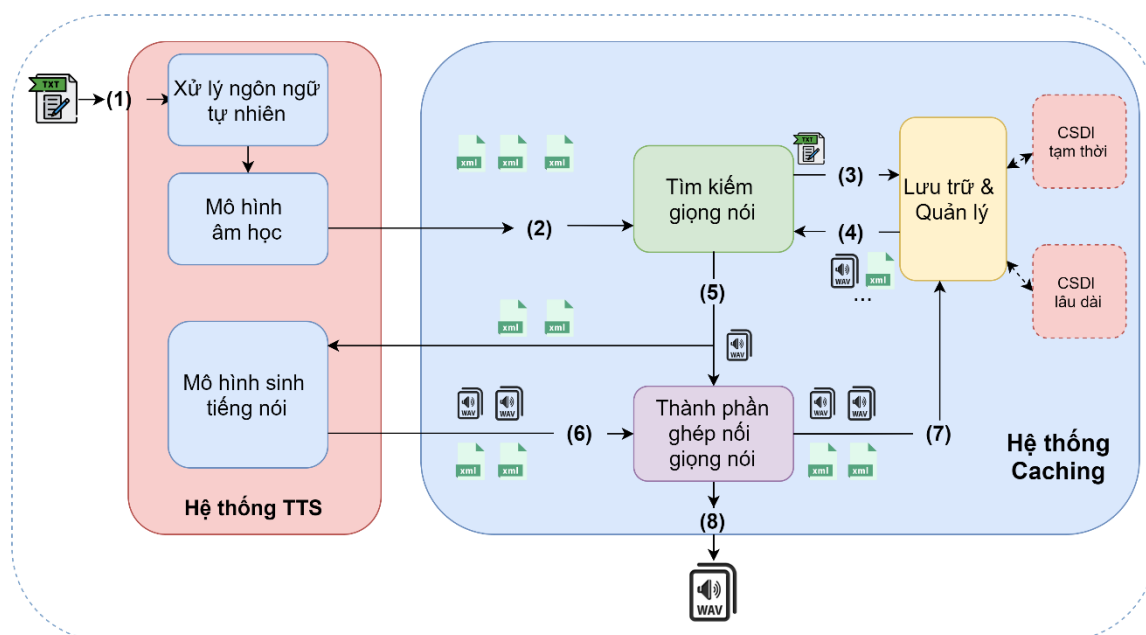 TXT
(1)
Xử lý ngôn ngữ
tự nhiên
Mô hình
âm học
Mô hình sinh
tiếng nói
Hệ thống TTS
xml
xml
xml
(2)
Tìm kiếm
giọng nói
TXT
(3)
(4)
WAV
xml
...
Lưu trữ &
Quản lý
CSDl
tạm thời
CSDl
lâu dài
(5)
xml
xml
WAV
WAV
WAV
(6)
xml
xml
Thành phần
ghép nối
giọng nói
WAV
WAV
(7)
xml
xml
Hệ thống
Caching
(8)
WAV